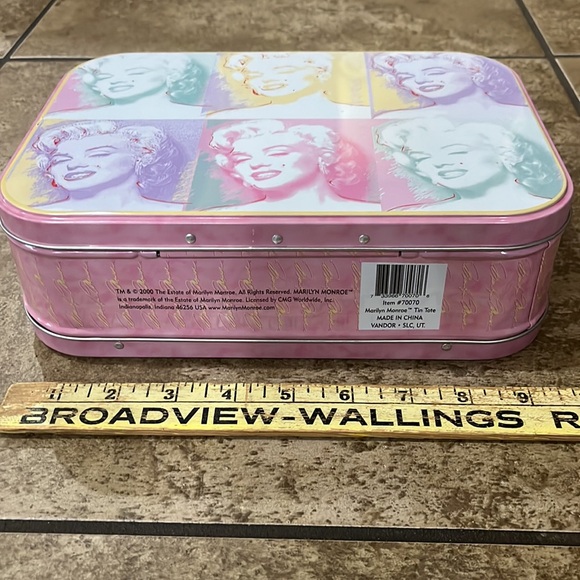 TM & © 2000 The Estate of Marilyn Monroe. All Rights Reserved. MARILYN MONROE™
is a trademark of the Estate of Marilyn Monroe. Licensed by CMG Worldwide, Inc.
Indianapolis, Indiana 46256 USA www.MarilynMonroe.com
Item #70070
Marilyn Monroe™ Tin Tote
MADE IN CHINA
VANDOR • SLC, UT.
1 2 3 4 5 6 7 8 9
BROADVIEW-WALLINGS R